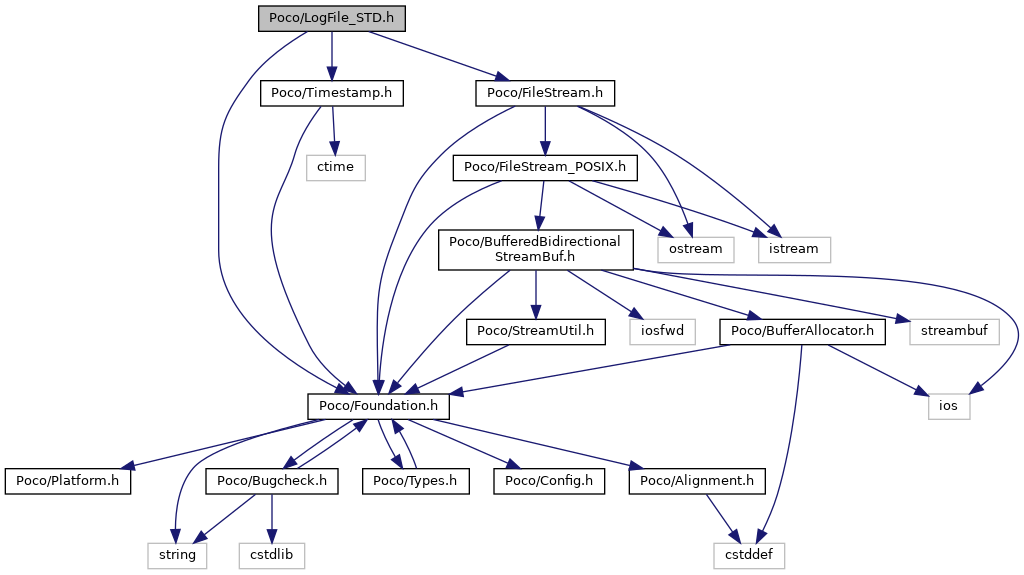 Poco/LogFile_STD.h
Poco/Timestamp.h
Poco/FileStream.h
ctime
Poco/FileStream_POSIX.h
Poco/BufferedBidirectional
StreamBuf.h
ostream
istream
Poco/StreamUtil.h
iosfwd
Poco/BufferAllocator.h
streambuf
Poco/Foundation.h
ios
Poco/Platform.h
Poco/Bugcheck.h
Poco/Types.h
Poco/Config.h
Poco/Alignment.h
string
cstdlib
cstddef